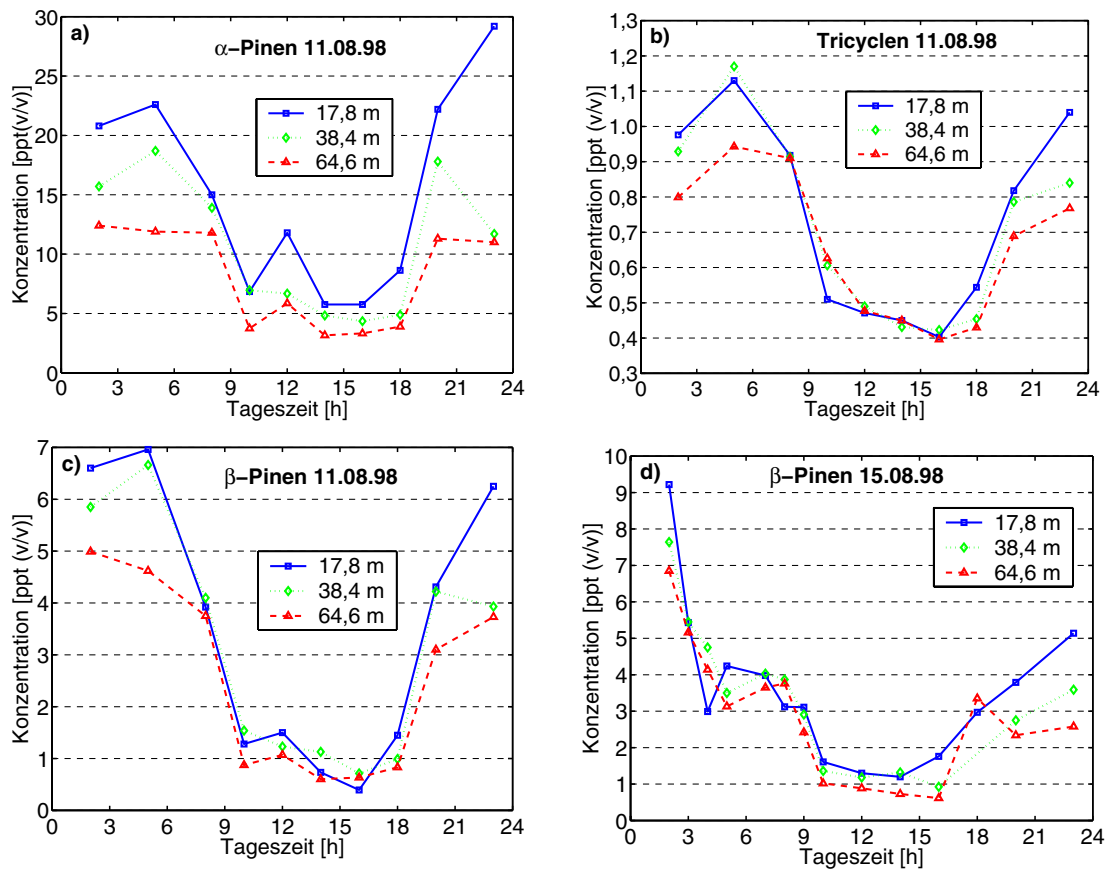 a)
α-Pinen 11.08.98
Konzentration [ppt(v/v)]
30
25
20
15
10
5
0
17,8 m
38,4 m
64,6 m
0 3 6 9 12 15 18 21 24
Tageszeit [h]
b)
Tricyclen 11.08.98
Konzentration [ppt (v/v)]
1,3
1,2
1,1
1,0
0,9
0,8
0,7
0,6
0,5
0,4
0,3
17,8 m
38,4 m
64,6 m
0 3 6 9 12 15 18 21 24
Tageszeit [h]
c)
β-Pinen 11.08.98
Konzentration [ppt (v/v)]
7
6
5
4
3
2
1
0
17,8 m
38,4 m
64,6 m
0 3 6 9 12 15 18 21 24
Tageszeit [h]
d)
β-Pinen 15.08.98
Konzentration [ppt (v/v)]
10
9
8
7
6
5
4
3
2
1
0
17,8 m
38,4 m
64,6 m
0 3 6 9 12 15 18 21 24
Tageszeit [h]